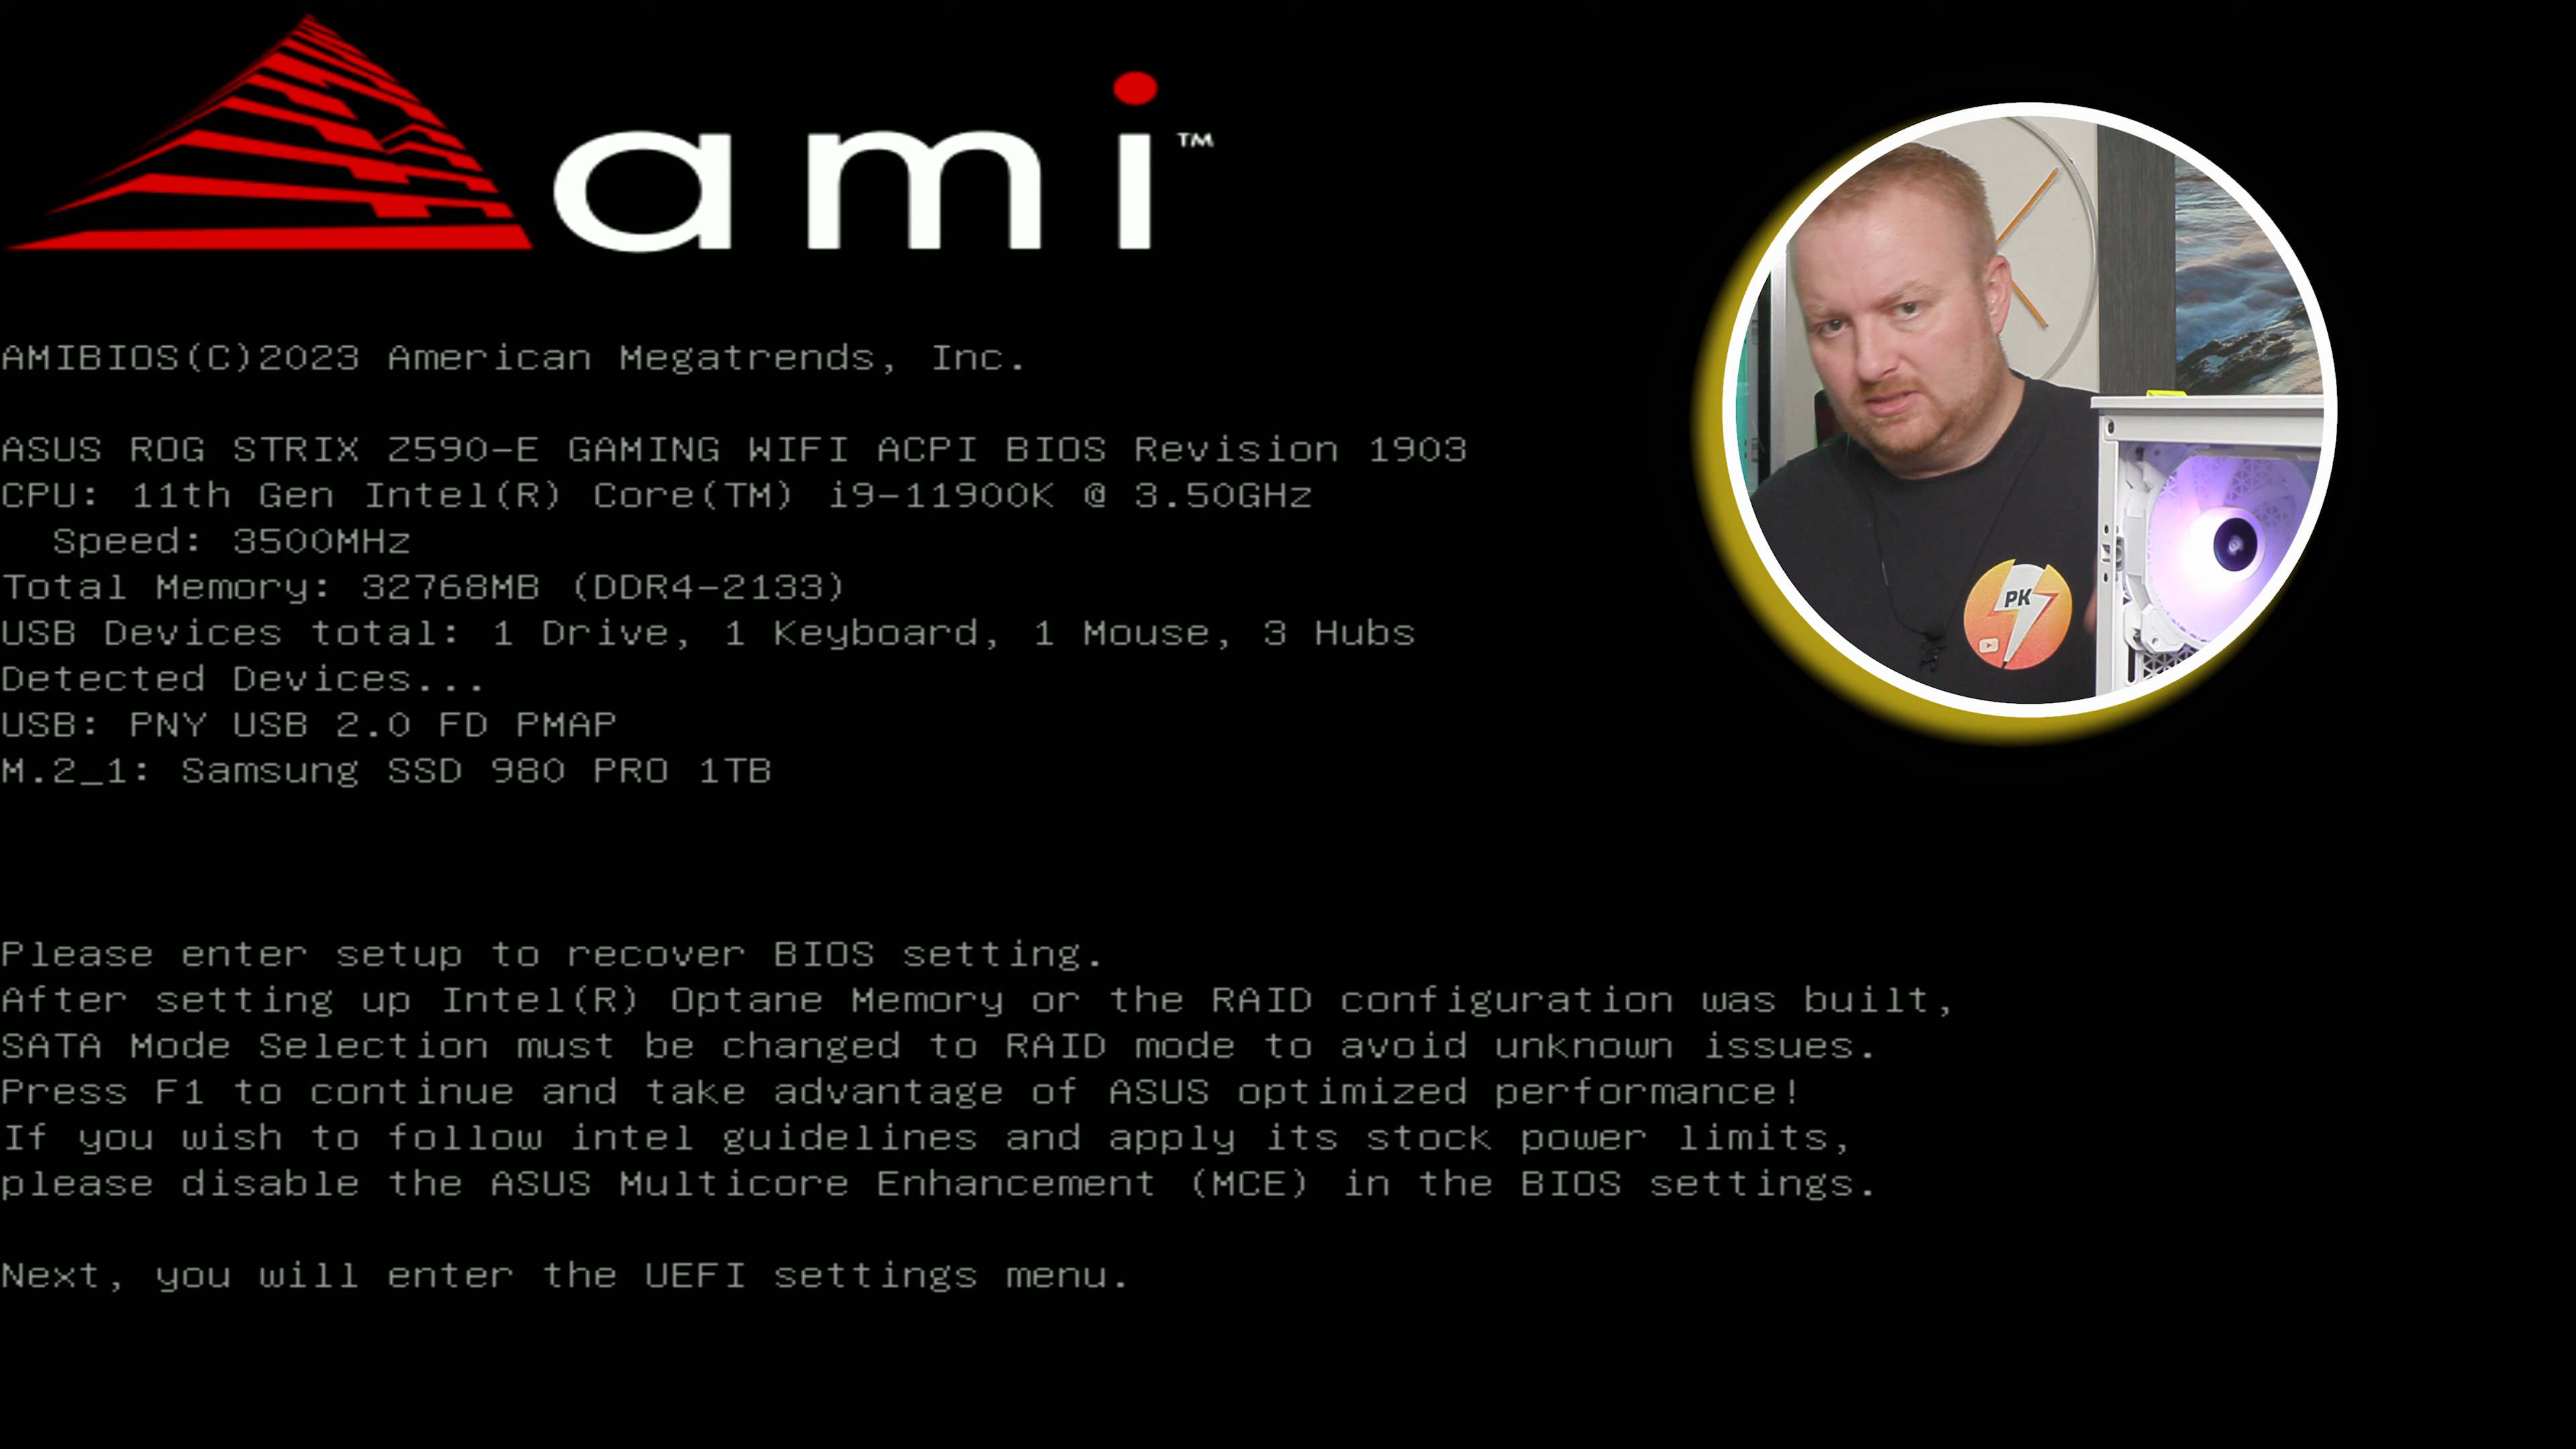 ami™
AMIBIOS(C)2023 American Megatrends, Inc.
ASUS ROG STRIX Z590-E GAMING WIFI ACPI BIOS Revision 1903
CPU: 11th Gen Intel(R) Core(TM) i9-11900K @ 3.50GHz
Speed: 3500MHz
Total Memory: 32768MB (DDR4-2133)
USB Devices total: 1 Drive, 1 Keyboard, 1 Mouse, 3 Hubs
Detected Devices...
USB: PNY USB 2.0 FD PMAP
M.2_1: Samsung SSD 980 PRO 1TB
PK
Please enter setup to recover BIOS setting.
After setting up Intel(R) Optane Memory or the RAID configuration was built,
SATA Mode Selection must be changed to RAID mode to avoid unknown issues.
Press F1 to continue and take advantage of ASUS optimized performance!
If you wish to follow intel guidelines and apply its stock power limits,
please disable the ASUS Multicore Enhancement (MCE) in the BIOS settings.
Next, you will enter the UEFI settings menu.